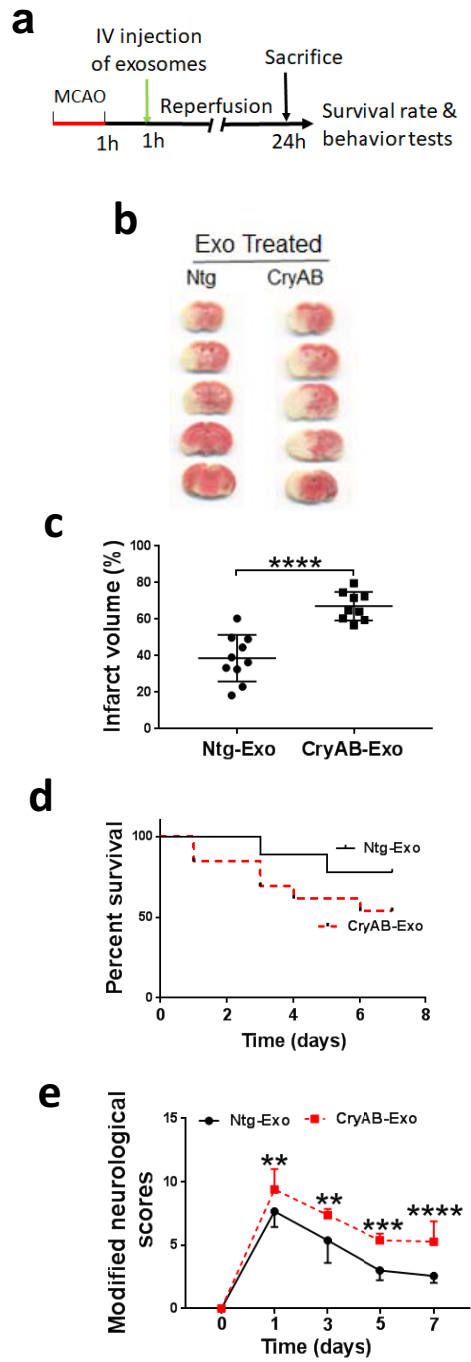 a
IV injection
of exosomes
Sacrifice
MCAO
Reperfusion
1h
1h
24h
Survival rate &
behavior tests
b
Exo Treated
Ntg CryAB
c
Infarct volume (%)
100
80
60
40
20
0
****
Ntg-Exo CryAB-Exo
d
Percent survival
100
50
0
Ntg-Exo
CryAB-Exo
0 2 4 6 8
Time (days)
e
Modified neurological
scores
15
10
5
0
Ntg-Exo CryAB-Exo
** ** *** ****
0 1 3 5 7
Time (days)